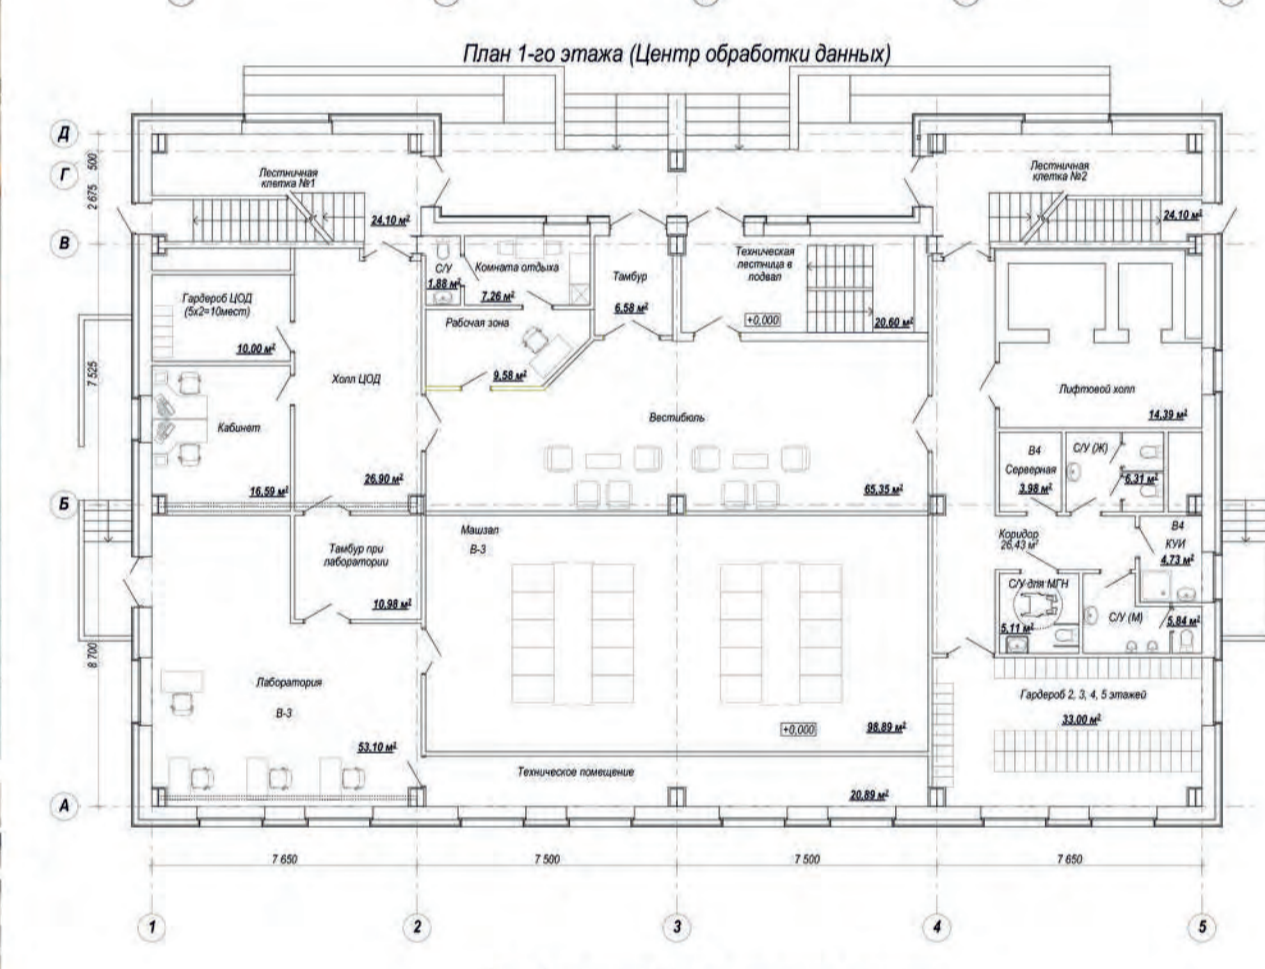 План 1-го этажа (Центр обработки данных)
Д
Г
В
Б
А
500
2 675
7 525
8 700
Лестничная
клетка №1
24,10 м²
Лестничная
клетка №2
24,10 м²
С/У
1,88 м²
Комната отдыха
7,26 м²
Тамбур
6,58 м²
Техническая
лестница в
подвал
+0,000
20,60 м²
Гардероб ЦОД
(5х2=10мест)
10,00 м²
Рабочая зона
9,58 м²
Холл ЦОД
26,90 м²
Вестибюль
65,35 м²
Лифтовой холл
14,39 м²
Кабинет
16,59 м²
В4
Серверная
3,98 м²
С/У (Ж)
6,31 м²
Тамбур при
лаборатории
10,98 м²
Машзал
В-3
+0,000
98,89 м²
Коридор
26,43 м²
В4
КУИ
4,73 м²
С/У для МГН
5,11 м²
С/У (М)
5,84 м²
Лаборатория
В-3
53,10 м²
Гардероб 2, 3, 4, 5 этажей
33,00 м²
Техническое помещение
20,89 м²
7 650
7 500
7 500
7 650
1
2
3
4
5